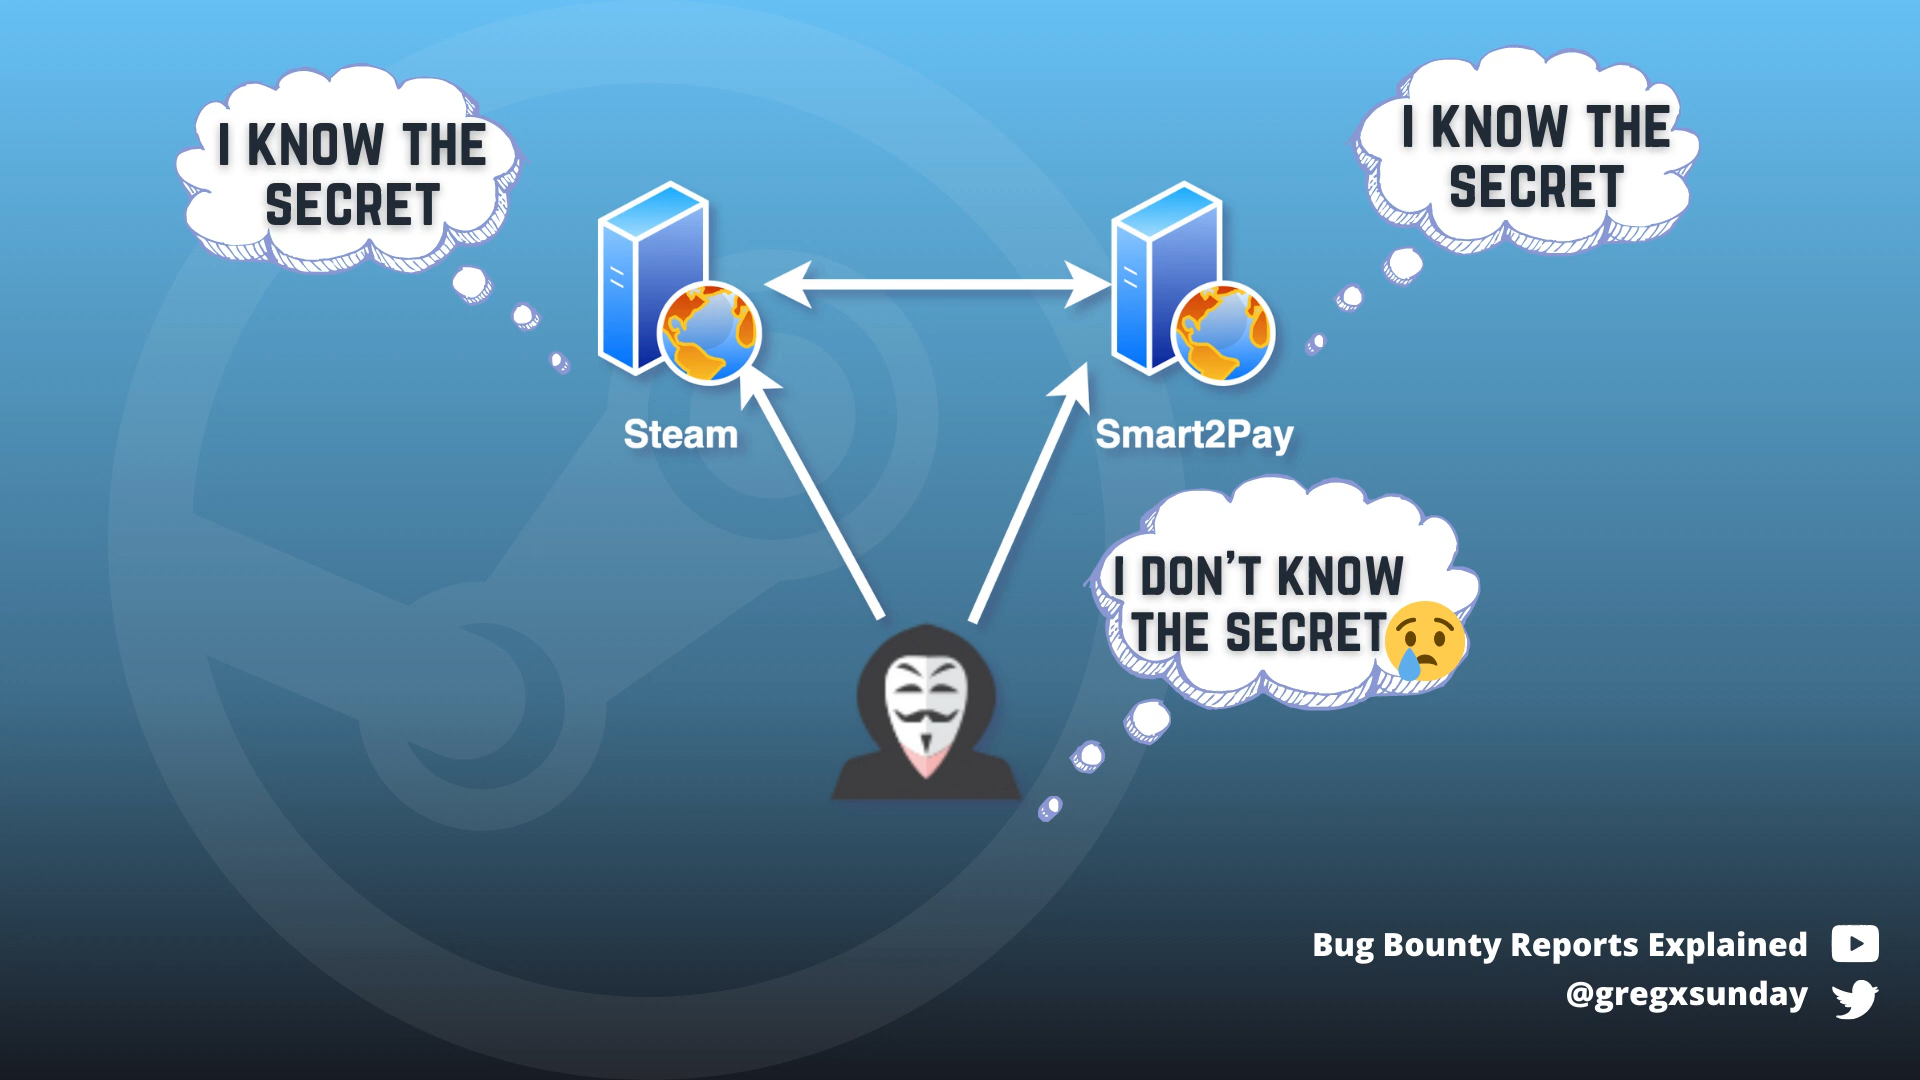 I KNOW THE
SECRET
I KNOW THE
SECRET
Steam
Smart2Pay
I DON'T KNOW
THE SECRET
Bug Bounty Reports Explained
@gregxsunday